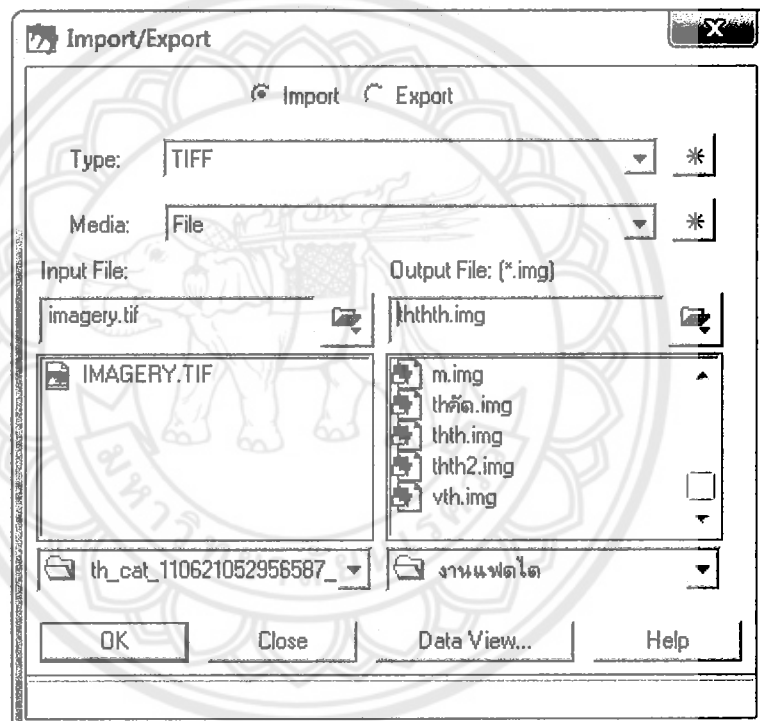 Import/Export
Import Export
Type: TIFF
Media: File
Input File: Output File: (*.img)
imagery.tif ththth.img
IMAGERY.TIF
m.img
thคัด.img
thth.img
thth2.img
vth.img
th_cat_110621052956587_ งานแฟดได
OK Close Data View... Help